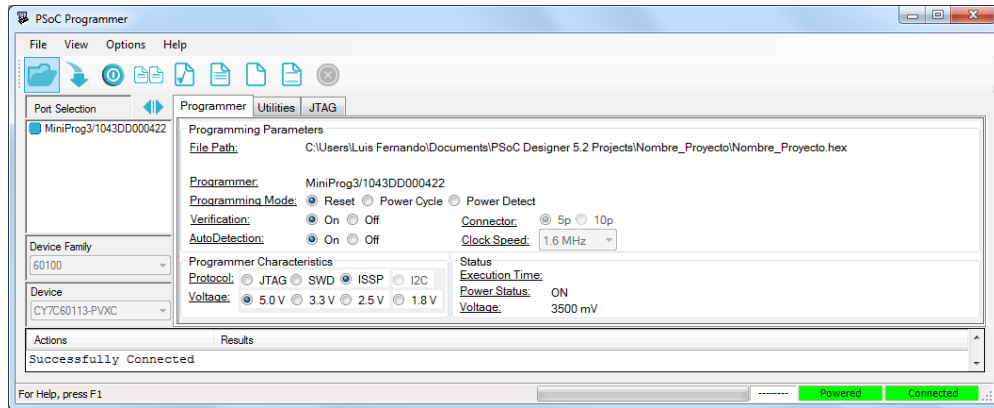 PSoC Programmer
File View Options Help
Port Selection
MiniProg3/1043DD000422
Device Family
60100
Device
CY7C60113-PVXC
Programmer Utilities JTAG
Programming Parameters
File Path: C:\Users\Luis Fernando\Documents\PSoC Designer 5.2 Projects\Nombre_Proyecto\Nombre_Proyecto.hex
Programmer: MiniProg3/1043DD000422
Programming Mode: Reset Power Cycle Power Detect
Verification: On Off Connector: 5p 10p
AutoDetection: On Off Clock Speed: 1.6 MHz
Programmer Characteristics
Protocol: JTAG SWD ISSP I2C
Voltage: 5.0 V 3.3 V 2.5 V 1.8 V
Status
Execution Time:
Power Status: ON
Voltage: 3500 mV
Actions Results
Successfully Connected
For Help, press F1 -------- Powered Connected